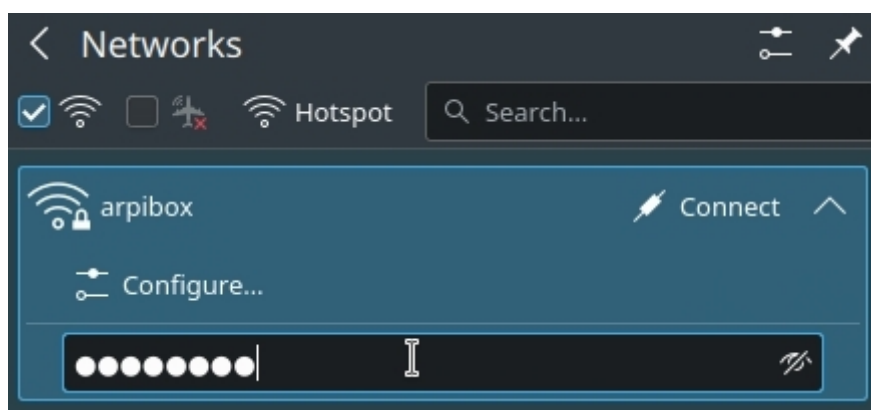 Networks
Hotspot Search...
arpibox Connect
Configure...
●●●●●●●●